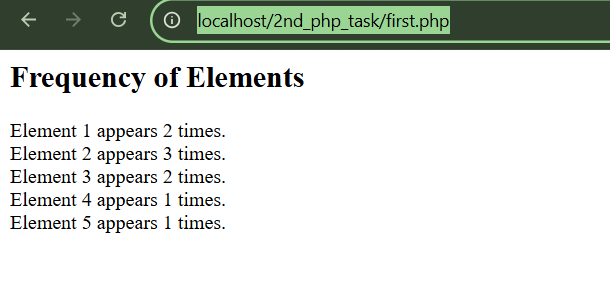 localhost/2nd_php_task/first.php
Frequency of Elements
Element 1 appears 2 times.
Element 2 appears 3 times.
Element 3 appears 2 times.
Element 4 appears 1 times.
Element 5 appears 1 times.